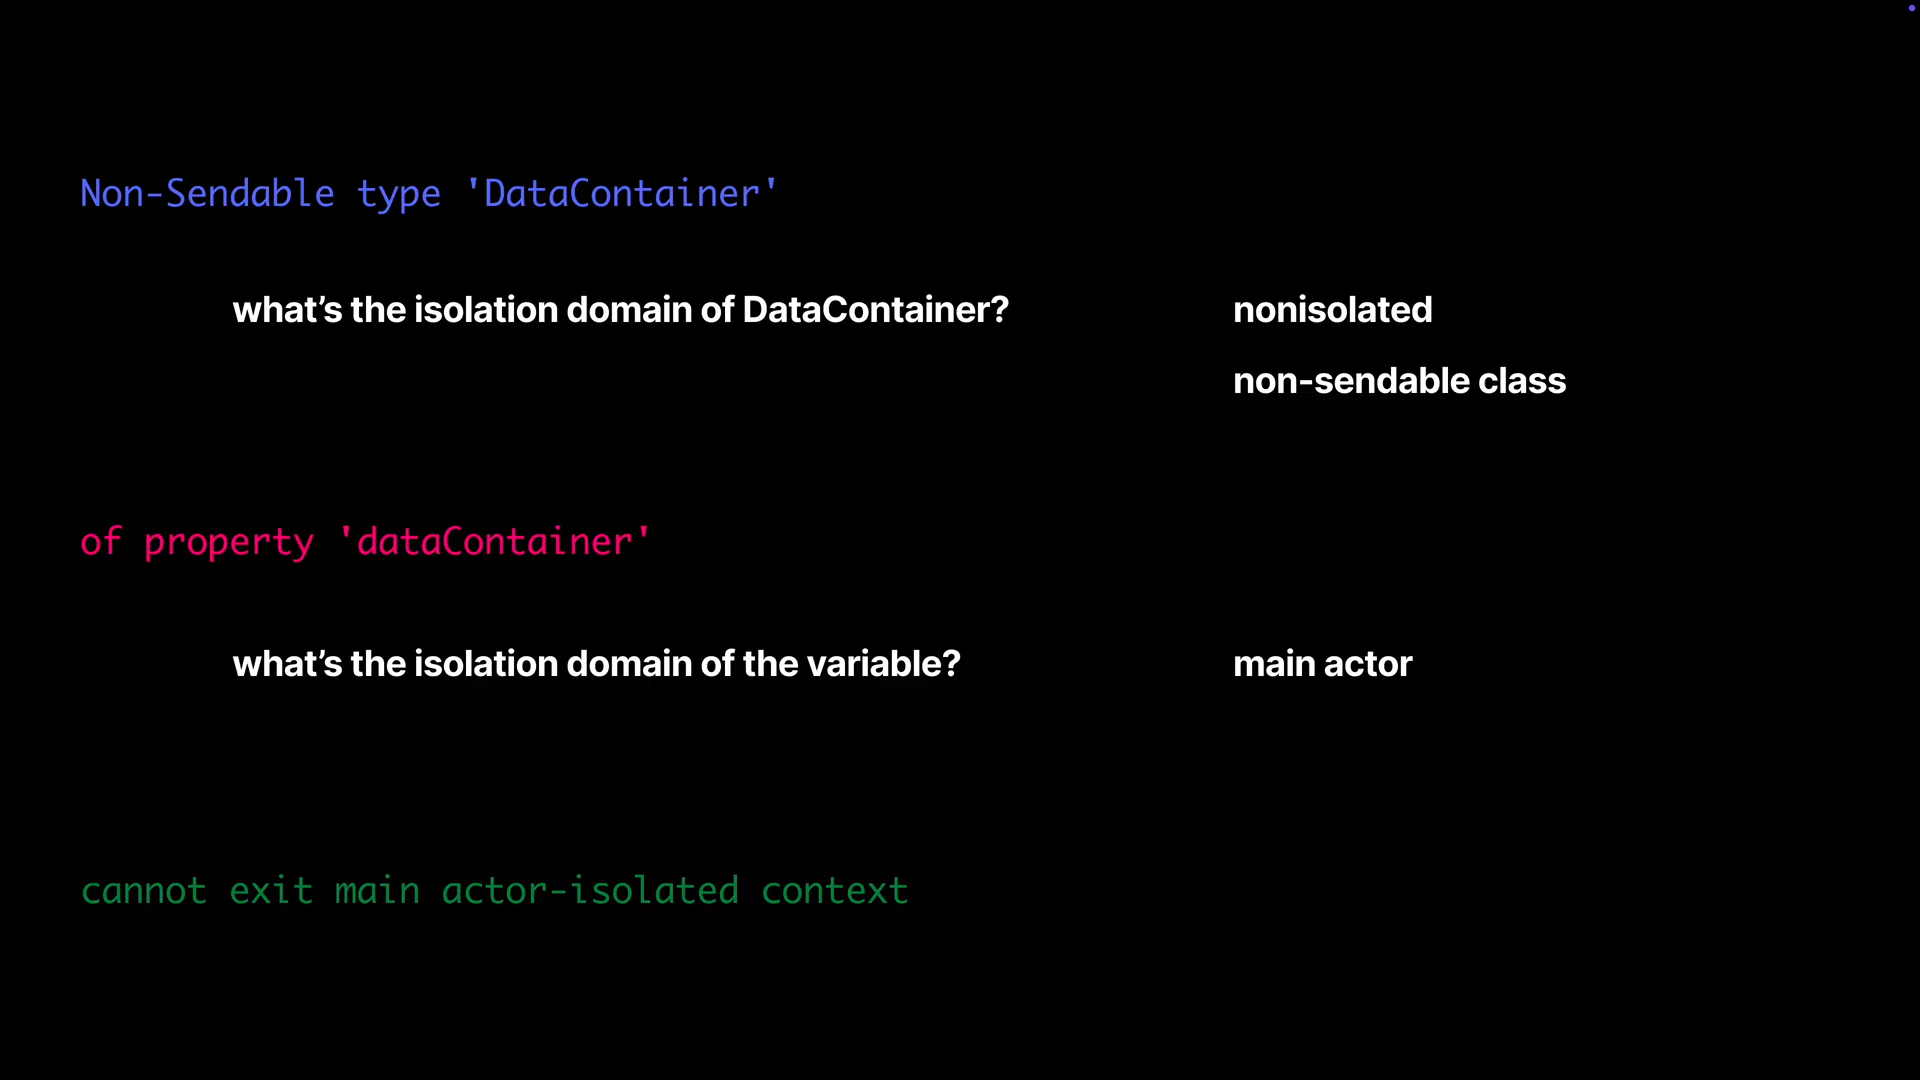 Non-Sendable type 'DataContainer'
what’s the isolation domain of DataContainer?
nonisolated
non-sendable class
of property 'dataContainer'
what’s the isolation domain of the variable?
main actor
cannot exit main actor-isolated context